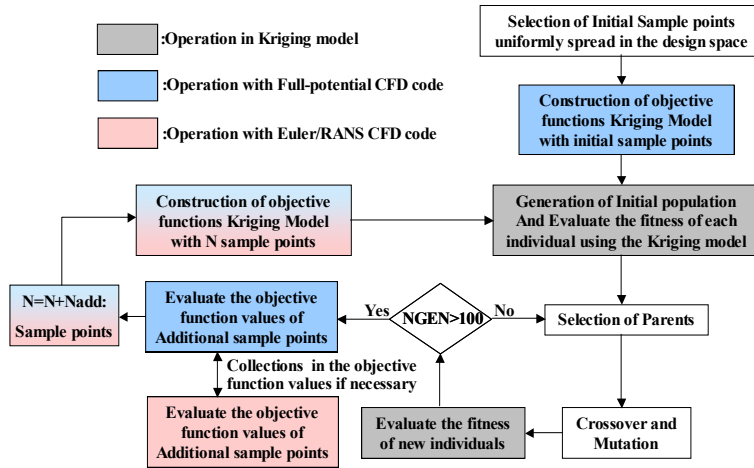 :Operation in Kriging model
:Operation with Full-potential CFD code
:Operation with Euler/RANS CFD code
Selection of Initial Sample points
uniformly spread in the design space
Construction of objective
functions Kriging Model
with initial sample points
Construction of objective
functions Kriging Model
with N sample points
Generation of Initial population
And Evaluate the fitness of each
individual using the Kriging model
N=N+Nadd:
Sample points
Evaluate the objective
function values of
Additional sample points
Yes
NGEN>100
No
Selection of Parents
Collections in the objective
function values if necessary
Evaluate the objective
function values of
Additional sample points
Evaluate the fitness
of new individuals
Crossover and
Mutation